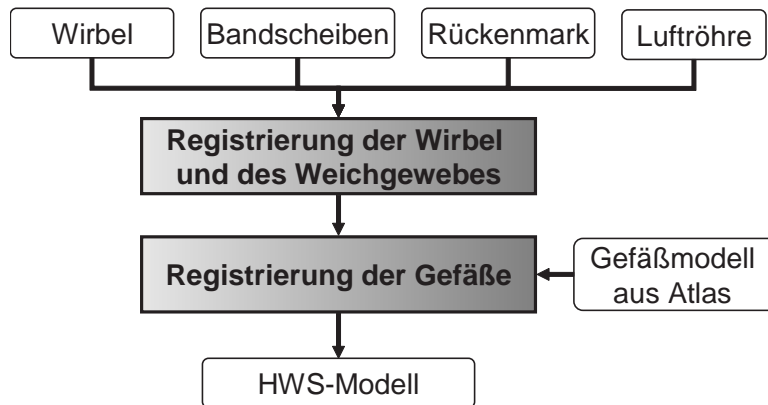 Wirbel
Bandscheiben
Rückenmark
Luftröhre
Registrierung der Wirbel
und des Weichgewebes
Registrierung der Gefäße
Gefäßmodell
aus Atlas
HWS-Modell